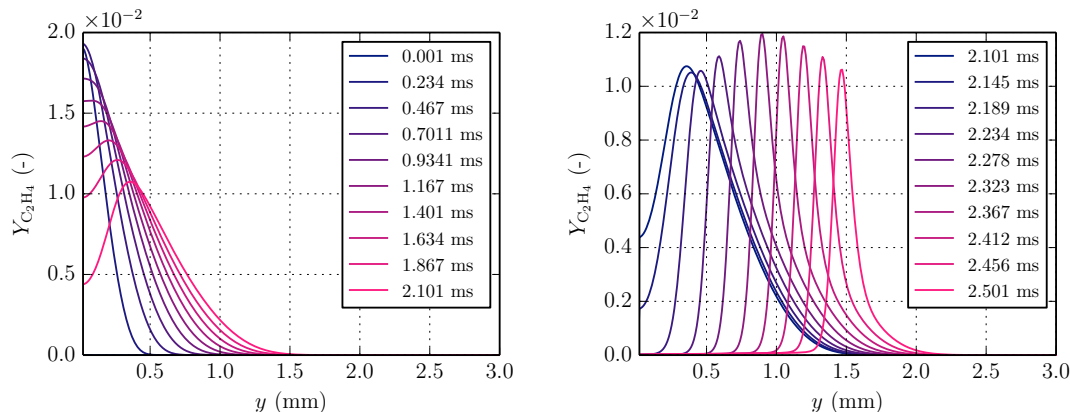 ×10⁻²
2.0
1.5
1.0
0.5
0.0
0.5
1.0
1.5
2.0
2.5
3.0
y (mm)
Y_C₂H₄ (-)
0.001 ms
0.234 ms
0.467 ms
0.7011 ms
0.9341 ms
1.167 ms
1.401 ms
1.634 ms
1.867 ms
2.101 ms
×10⁻²
1.2
1.0
0.8
0.6
0.4
0.2
0.0
0.5
1.0
1.5
2.0
2.5
3.0
y (mm)
Y_C₂H₄ (-)
2.101 ms
2.145 ms
2.189 ms
2.234 ms
2.278 ms
2.323 ms
2.367 ms
2.412 ms
2.456 ms
2.501 ms